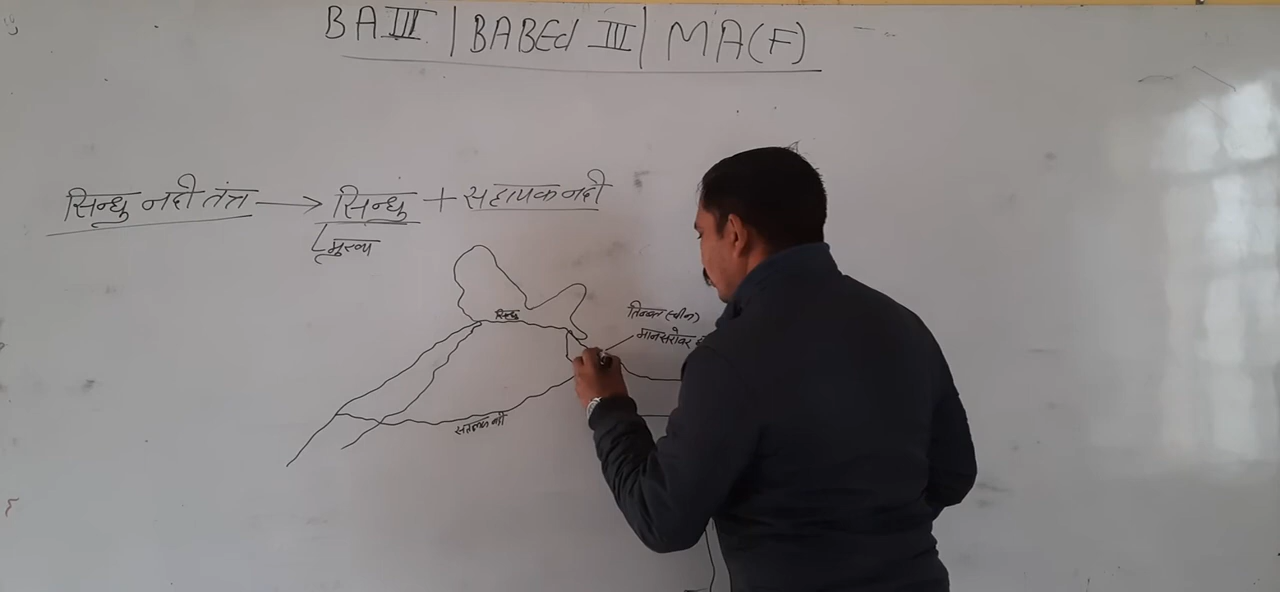 BA III | BABEd III | MA(F)
सिन्धु नदी तंत्र → सिन्धु + सहायक नदी
मुख्य
सिन्धु
तिब्बत (चीन)
मानसरोवर
सतलज नदी